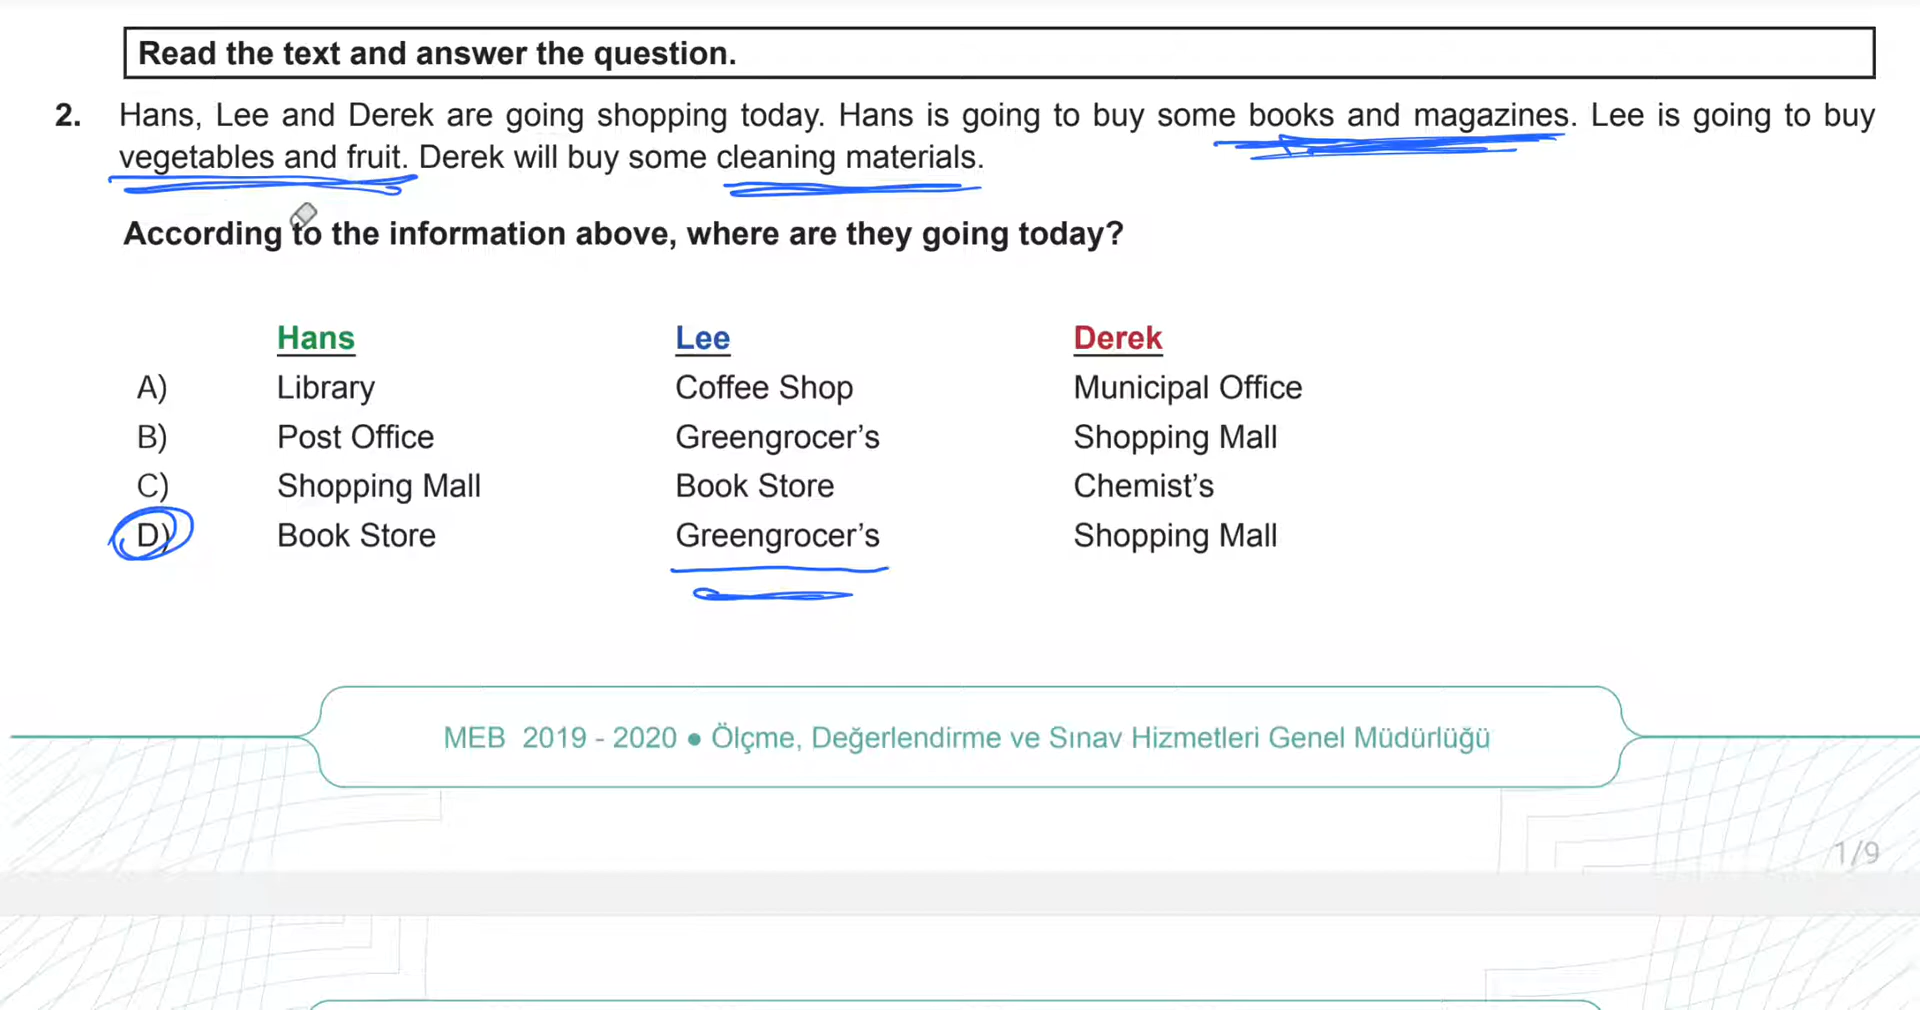 Read the text and answer the question.
2. Hans, Lee and Derek are going shopping today. Hans is going to buy some books and magazines. Lee is going to buy
vegetables and fruit. Derek will buy some cleaning materials.
According to the information above, where are they going today?
Hans Lee Derek
A) Library Coffee Shop Municipal Office
B) Post Office Greengrocer’s Shopping Mall
C) Shopping Mall Book Store Chemist’s
D) Book Store Greengrocer’s Shopping Mall
MEB 2019 - 2020 ● Ölçme, Değerlendirme ve Sınav Hizmetleri Genel Müdürlüğü
1/9